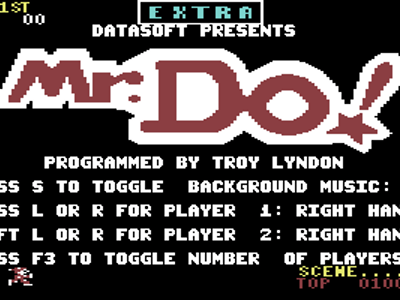 1ST
EXTRA
00
DATASOFT PRESENTS
Mr. Do!
PROGRAMMED BY TROY LYNDON
SS S TO TOGGLE BACKGROUND MUSIC:
SS L OR R FOR PLAYER 1: RIGHT HAN
FT L OR R FOR PLAYER 2: RIGHT HAN
SS F3 TO TOGGLE NUMBER OF PLAYERS
SCENE....
TOP 0100